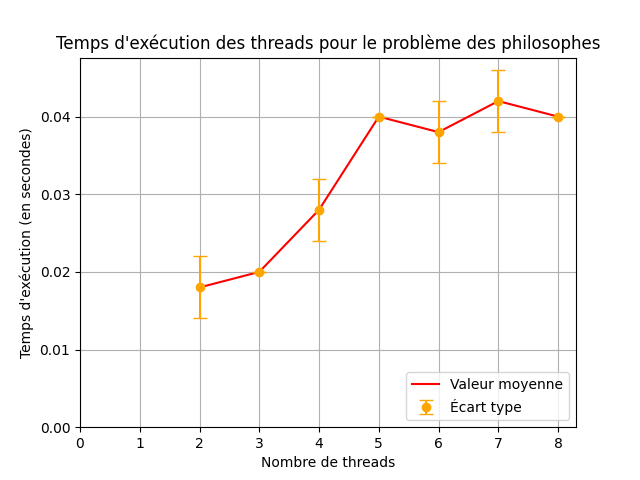 Temps d'exécution des threads pour le problème des philosophes
Temps d'exécution (en secondes)
0.04
0.03
0.02
0.01
0.00
0 1 2 3 4 5 6 7 8
Nombre de threads
Valeur moyenne
Écart type